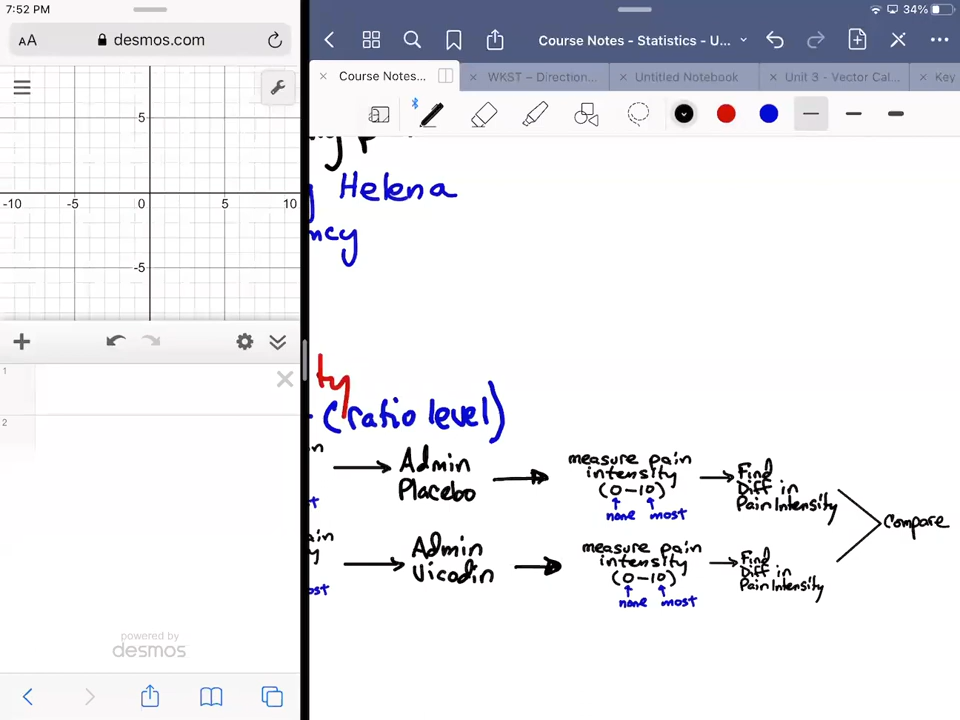 7:52 PM
34%
AA desmos.com
Course Notes - Statistics - U...
Course Notes...
WKST – Direction...
Untitled Notebook
Unit 3 - Vector Cal...
Key
5
-10 -5 0 5 10
-5
1
2
powered by
desmos
Helena
ncy
ty
(ratio level)
Admin
Placebo
measure pain
intensity
(0-10)
none most
Find
Diff in
Pain Intensity
Compare
Admin
Vicodin
measure pain
intensity
(0-10)
none most
Find
Diff in
Pain Intensity